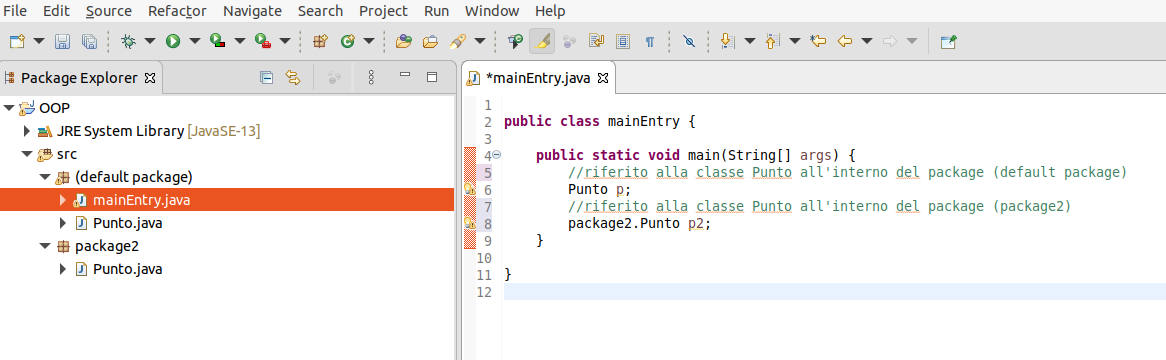 File Edit Source Refactor Navigate Search Project Run Window Help
Package Explorer
OOP
JRE System Library [JavaSE-13]
src
(default package)
mainEntry.java
Punto.java
package2
Punto.java
*mainEntry.java
1
2 public class mainEntry {
3
4 public static void main(String[] args) {
5 //riferito alla classe Punto all'interno del package (default package)
6 Punto p;
7 //riferito alla classe Punto all'interno del package (package2)
8 package2.Punto p2;
9 }
10
11 }
12